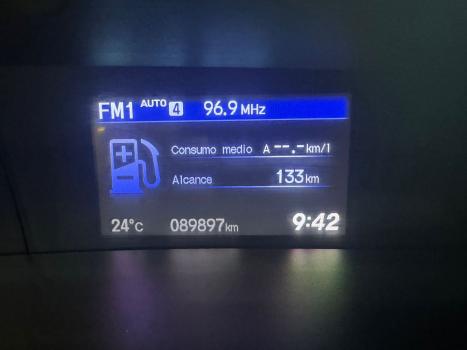 FM1 AUTO 4 96.9 MHz
Consumo medio A --.- km/l
Alcance 133 km
24°C 089897 km 9:42